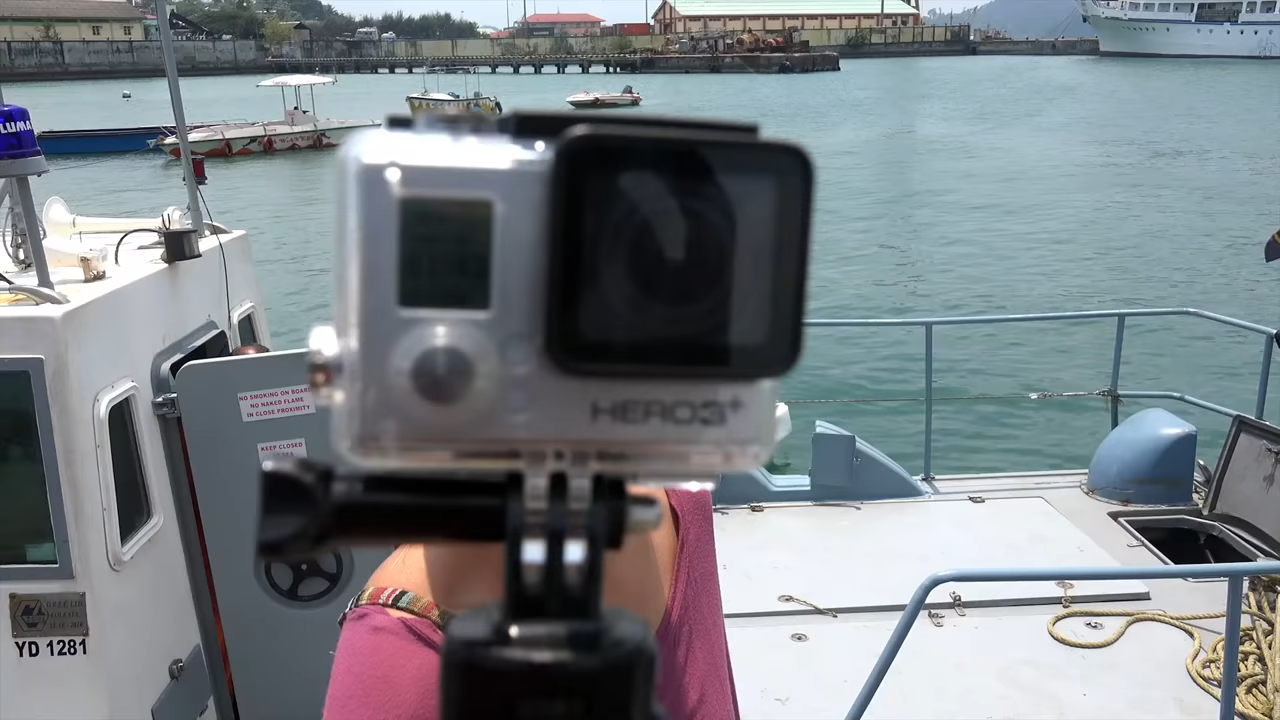 LUMA
NO SMOKING ON BOARD
NO NAKED FLAME
IN CLOSE PROXIMITY
KEEP CLOSED
HERO3+
YD 1281